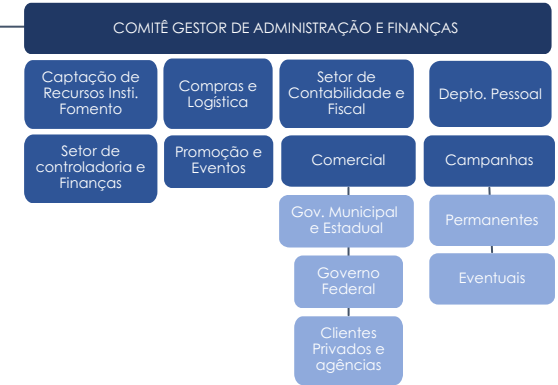 COMITÊ GESTOR DE ADMINISTRAÇÃO E FINANÇAS
Captação de
Recursos Insti.
Fomento
Compras e
Logística
Setor de
Contabilidade e
Fiscal
Depto. Pessoal
Setor de
controladoria e
Finanças
Promoção e
Eventos
Comercial
Campanhas
Gov. Municipal
e Estadual
Permanentes
Governo
Federal
Eventuais
Clientes
Privados e
agências